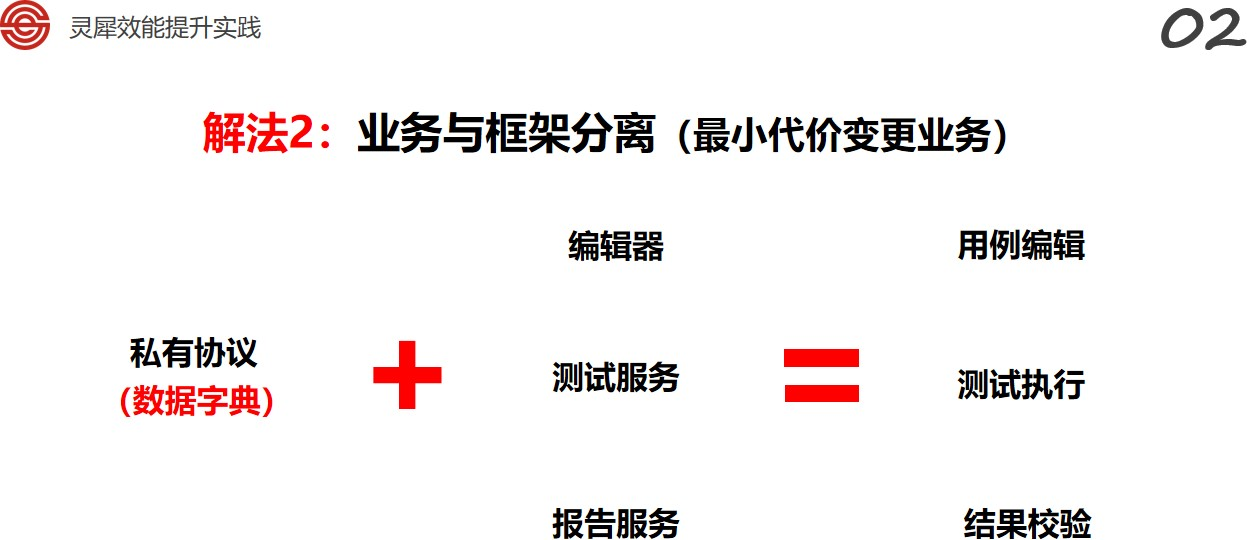 灵犀效能提升实践
02
解法2：业务与框架分离（最小代价变更业务）
编辑器
用例编辑
私有协议
（数据字典）
+
测试服务
=
测试执行
报告服务
结果校验